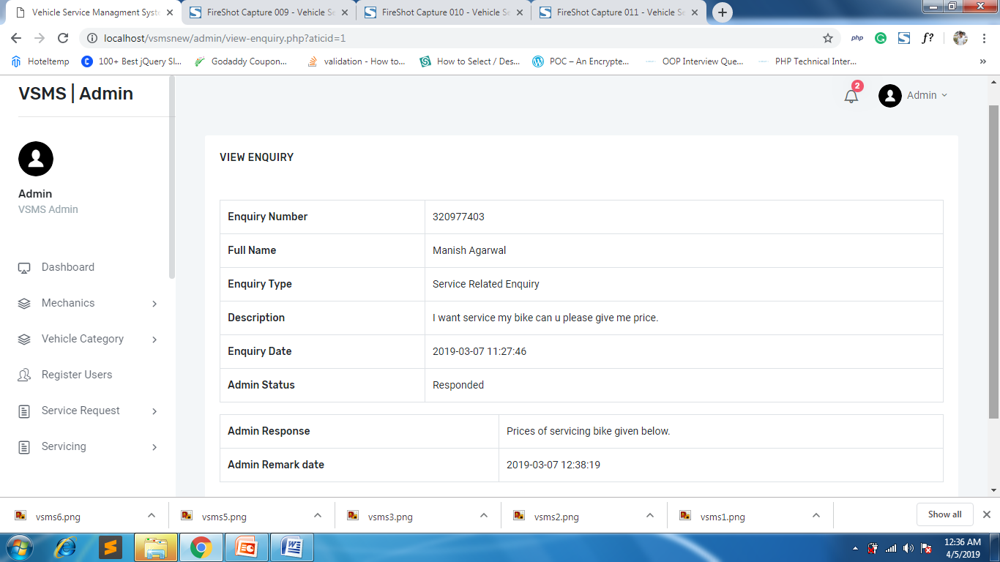 Vehicle Service Managment Syste
FireShot Capture 009 - Vehicle Se
FireShot Capture 010 - Vehicle Se
FireShot Capture 011 - Vehicle Se
localhost/vsmsnew/admin/view-enquiry.php?aticid=1
php
f?
Hoteltemp
100+ Best jQuery Sl...
Godaddy Coupon...
validation - How to...
How to Select / Des...
POC – An Encrypte...
OOP Interview Que...
PHP Technical Inter...
»
VSMS | Admin
2
Admin
Admin
VSMS Admin
Dashboard
Mechanics
Vehicle Category
Register Users
Service Request
Servicing
VIEW ENQUIRY
Enquiry Number 320977403
Full Name Manish Agarwal
Enquiry Type Service Related Enquiry
Description I want service my bike can u please give me price.
Enquiry Date 2019-03-07 11:27:46
Admin Status Responded
Admin Response Prices of servicing bike given below.
Admin Remark date 2019-03-07 12:38:19
vsms6.png
vsms5.png
vsms3.png
vsms2.png
vsms1.png
Show all
12:36 AM
4/5/2019